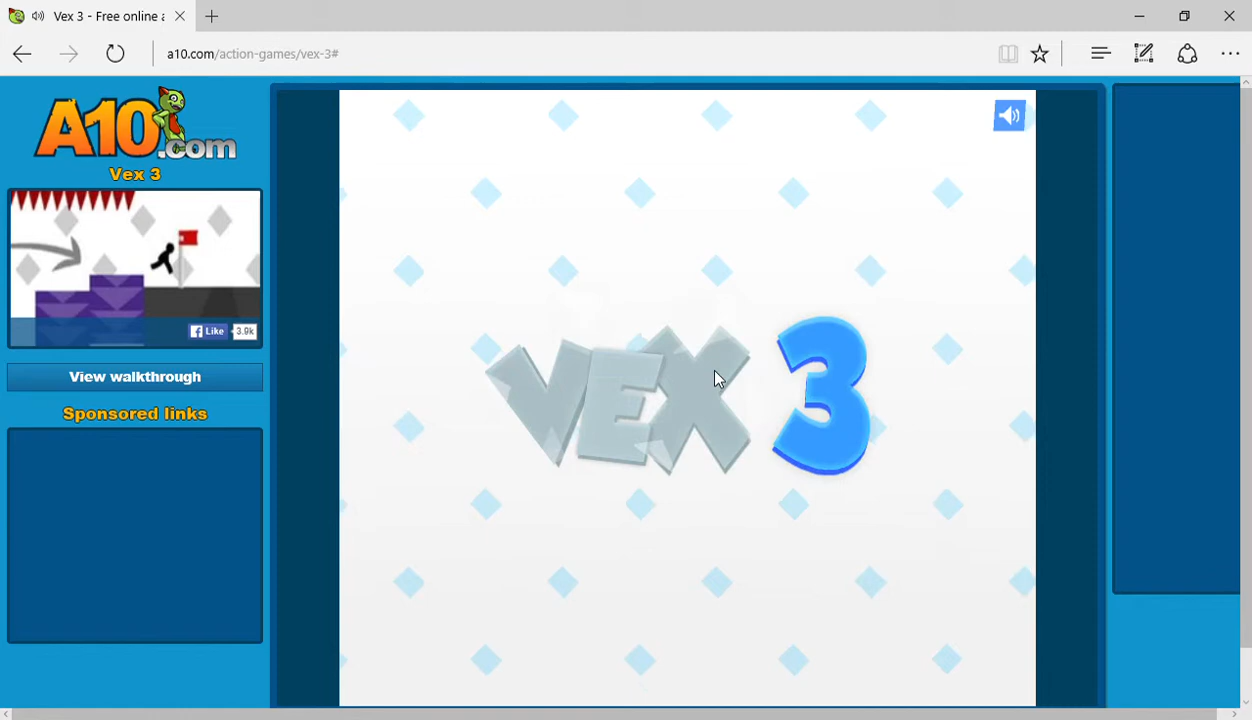 Vex 3 - Free online a
a10.com/action-games/vex-3#
A10.com
Vex 3
Like 3.9k
View walkthrough
Sponsored links
VEX 3